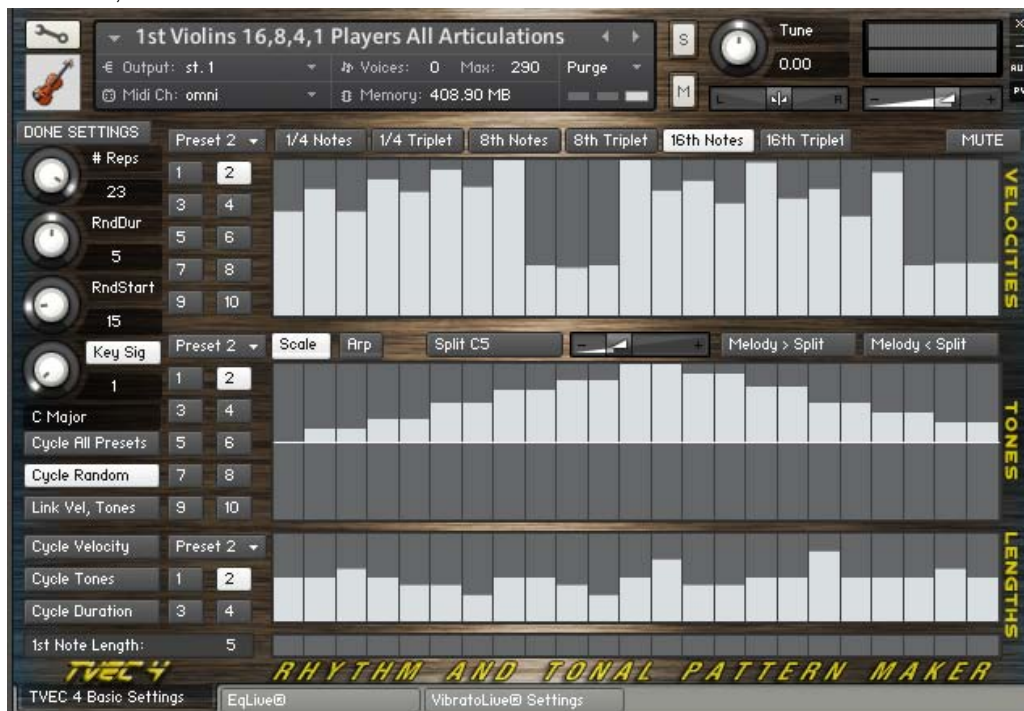 1st Violins 16,8,4,1 Players All Articulations
Output: st. 1
Voices: 0 Max: 290 Purge
Midi Ch: omni
Memory: 408.90 MB
S
M
Tune
0.00
L R
- +
AU
PV
DONE SETTINGS
# Reps
23
RndDur
5
RndStart
15
Key Sig
1
C Major
Cycle All Presets
Cycle Random
Link Vel, Tones
Cycle Velocity
Cycle Tones
Cycle Duration
1st Note Length: 5
Preset 2
1 2
3 4
5 6
7 8
9 10
1/4 Notes 1/4 Triplet 8th Notes 8th Triplet 16th Notes 16th Triplet MUTE
VELOCITIES
Preset 2
1 2
3 4
5 6
7 8
9 10
Scale Arp Split C5 - + Melody > Split Melody < Split
TONES
Preset 2
1 2
3 4
LENGTHS
TVEC 4
RHYTHM AND TONAL PATTERN MAKER
TVEC 4 Basic Settings EqLive® VibratoLive® Settings